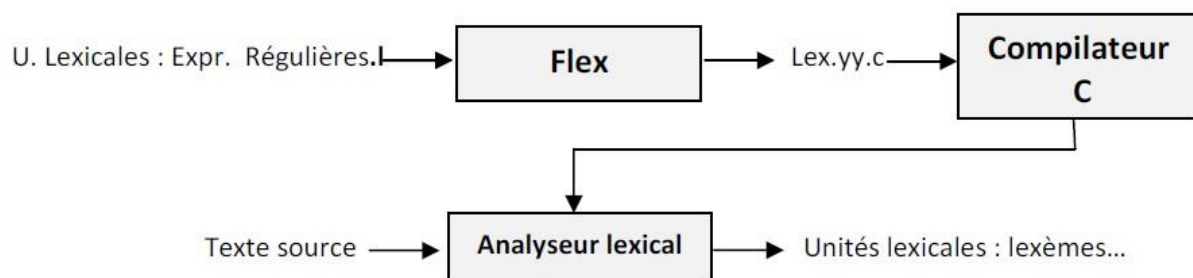 U. Lexicales : Expr. Régulières.l
Flex
Lex.yy.c
Compilateur
C
Texte source
Analyseur lexical
Unités lexicales : lexèmes...